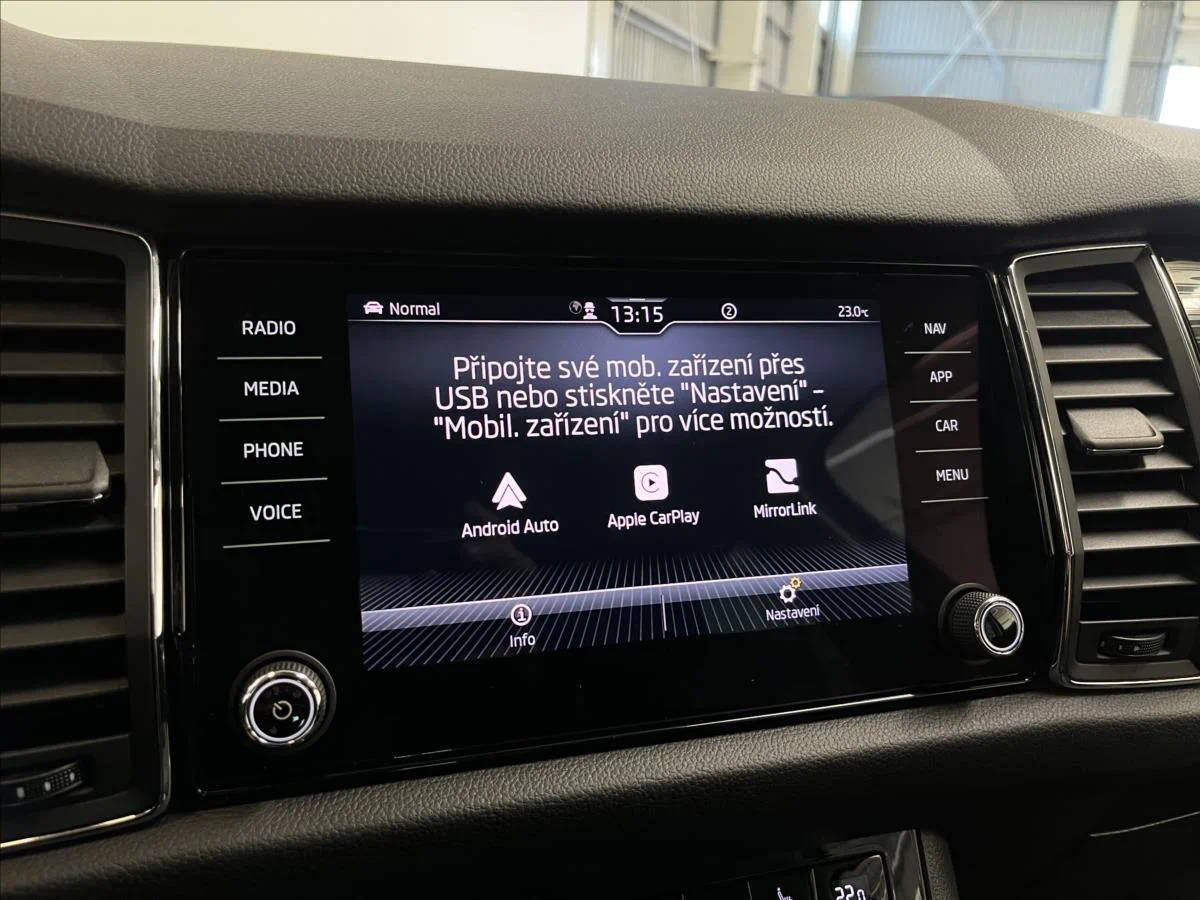 RADIO
MEDIA
PHONE
VOICE
Normal
13:15
2
23.0°C
Připojte své mob. zařízení přes
USB nebo stiskněte "Nastavení" –
"Mobil. zařízení" pro více možností.
Android Auto
Apple CarPlay
MirrorLink
Info
Nastavení
NAV
APP
CAR
MENU